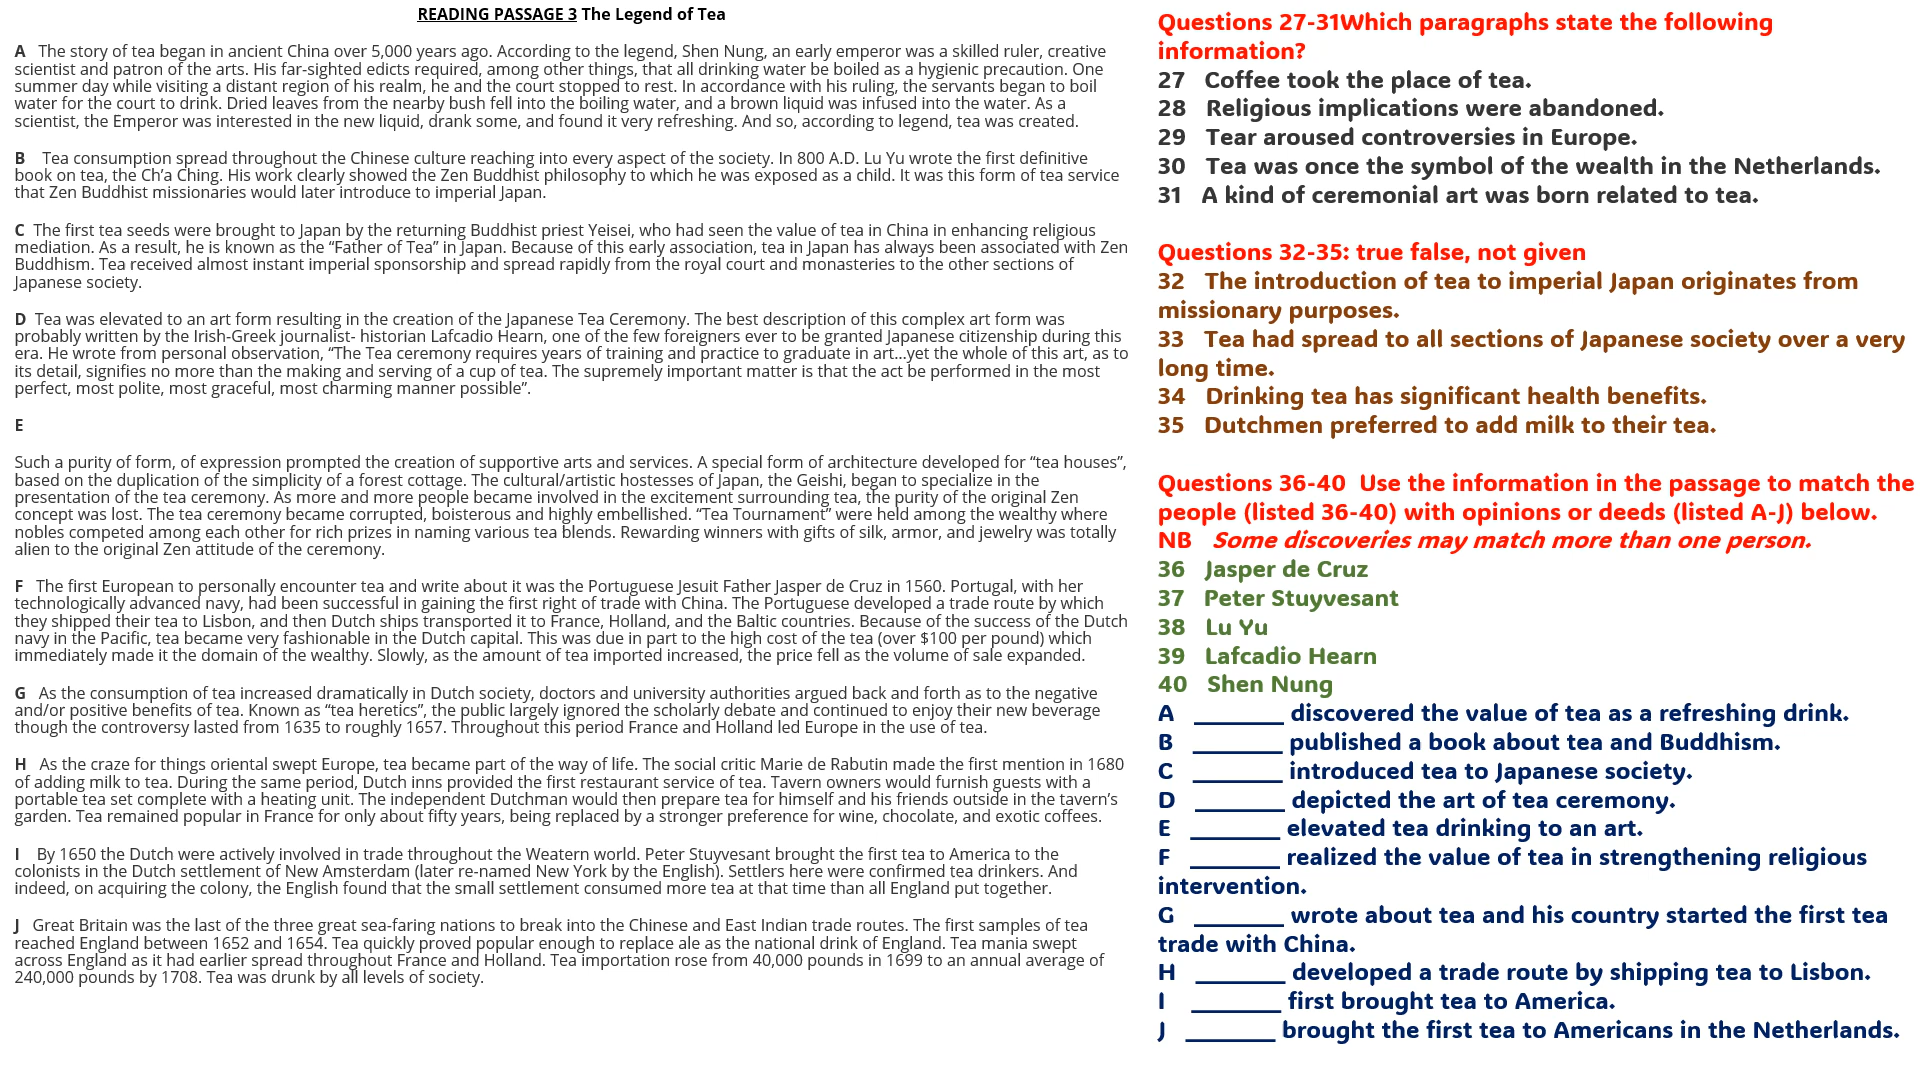 READING PASSAGE 3 The Legend of Tea
A The story of tea began in ancient China over 5,000 years ago. According to the legend, Shen Nung, an early emperor was a skilled ruler, creative
scientist and patron of the arts. His far-sighted edicts required, among other things, that all drinking water be boiled as a hygienic precaution. One
summer day while visiting a distant region of his realm, he and the court stopped to rest. In accordance with his ruling, the servants began to boil
water for the court to drink. Dried leaves from the nearby bush fell into the boiling water, and a brown liquid was infused into the water. As a
scientist, the Emperor was interested in the new liquid, drank some, and found it very refreshing. And so, according to legend, tea was created.
B Tea consumption spread throughout the Chinese culture reaching into every aspect of the society. In 800 A.D. Lu Yu wrote the first definitive
book on tea, the Ch’a Ching. His work clearly showed the Zen Buddhist philosophy to which he was exposed as a child. It was this form of tea service
that Zen Buddhist missionaries would later introduce to imperial Japan.
C The first tea seeds were brought to Japan by the returning Buddhist priest Yeisei, who had seen the value of tea in China in enhancing religious
mediation. As a result, he is known as the “Father of Tea” in Japan. Because of this early association, tea in Japan has always been associated with Zen
Buddhism. Tea received almost instant imperial sponsorship and spread rapidly from the royal court and monasteries to the other sections of
Japanese society.
D Tea was elevated to an art form resulting in the creation of the Japanese Tea Ceremony. The best description of this complex art form was
probably written by the Irish-Greek journalist- historian Lafcadio Hearn, one of the few foreigners ever to be granted Japanese citizenship during this
era. He wrote from personal observation, “The Tea ceremony requires years of training and practice to graduate in art...yet the whole of this art, as to
its detail, signifies no more than the making and serving of a cup of tea. The supremely important matter is that the act be performed in the most
perfect, most polite, most graceful, most charming manner possible”.
E
Such a purity of form, of expression prompted the creation of supportive arts and services. A special form of architecture developed for “tea houses”,
based on the duplication of the simplicity of a forest cottage. The cultural/artistic hostesses of Japan, the Geishi, began to specialize in the
presentation of the tea ceremony. As more and more people became involved in the excitement surrounding tea, the purity of the original Zen
concept was lost. The tea ceremony became corrupted, boisterous and highly embellished. “Tea Tournament” were held among the wealthy where
nobles competed among each other for rich prizes in naming various tea blends. Rewarding winners with gifts of silk, armor, and jewelry was totally
alien to the original Zen attitude of the ceremony.
F The first European to personally encounter tea and write about it was the Portuguese Jesuit Father Jasper de Cruz in 1560. Portugal, with her
technologically advanced navy, had been successful in gaining the first right of trade with China. The Portuguese developed a trade route by which
they shipped their tea to Lisbon, and then Dutch ships transported it to France, Holland, and the Baltic countries. Because of the success of the Dutch
navy in the Pacific, tea became very fashionable in the Dutch capital. This was due in part to the high cost of the tea (over $100 per pound) which
immediately made it the domain of the wealthy. Slowly, as the amount of tea imported increased, the price fell as the volume of sale expanded.
G As the consumption of tea increased dramatically in Dutch society, doctors and university authorities argued back and forth as to the negative
and/or positive benefits of tea. Known as “tea heretics”, the public largely ignored the scholarly debate and continued to enjoy their new beverage
though the controversy lasted from 1635 to roughly 1657. Throughout this period France and Holland led Europe in the use of tea.
H As the craze for things oriental swept Europe, tea became part of the way of life. The social critic Marie de Rabutin made the first mention in 1680
of adding milk to tea. During the same period, Dutch inns provided the first restaurant service of tea. Tavern owners would furnish guests with a
portable tea set complete with a heating unit. The independent Dutchman would then prepare tea for himself and his friends outside in the tavern’s
garden. Tea remained popular in France for only about fifty years, being replaced by a stronger preference for wine, chocolate, and exotic coffees.
I By 1650 the Dutch were actively involved in trade throughout the Weatern world. Peter Stuyvesant brought the first tea to America to the
colonists in the Dutch settlement of New Amsterdam (later re-named New York by the English). Settlers here were confirmed tea drinkers. And
indeed, on acquiring the colony, the English found that the small settlement consumed more tea at that time than all England put together.
J Great Britain was the last of the three great sea-faring nations to break into the Chinese and East Indian trade routes. The first samples of tea
reached England between 1652 and 1654. Tea quickly proved popular enough to replace ale as the national drink of England. Tea mania swept
across England as it had earlier spread throughout France and Holland. Tea importation rose from 40,000 pounds in 1699 to an annual average of
240,000 pounds by 1708. Tea was drunk by all levels of society.
Questions 27-31Which paragraphs state the following
information?
27 Coffee took the place of tea.
28 Religious implications were abandoned.
29 Tear aroused controversies in Europe.
30 Tea was once the symbol of the wealth in the Netherlands.
31 A kind of ceremonial art was born related to tea.
Questions 32-35: true false, not given
32 The introduction of tea to imperial Japan originates from
missionary purposes.
33 Tea had spread to all sections of Japanese society over a very
long time.
34 Drinking tea has significant health benefits.
35 Dutchmen preferred to add milk to their tea.
Questions 36-40 Use the information in the passage to match the
people (listed 36-40) with opinions or deeds (listed A-J) below.
NB Some discoveries may match more than one person.
36 Jasper de Cruz
37 Peter Stuyvesant
38 Lu Yu
39 Lafcadio Hearn
40 Shen Nung
A ________ discovered the value of tea as a refreshing drink.
B ________ published a book about tea and Buddhism.
C ________ introduced tea to Japanese society.
D ________ depicted the art of tea ceremony.
E ________ elevated tea drinking to an art.
F ________ realized the value of tea in strengthening religious
intervention.
G ________ wrote about tea and his country started the first tea
trade with China.
H ________ developed a trade route by shipping tea to Lisbon.
I ________ first brought tea to America.
J ________ brought the first tea to Americans in the Netherlands.